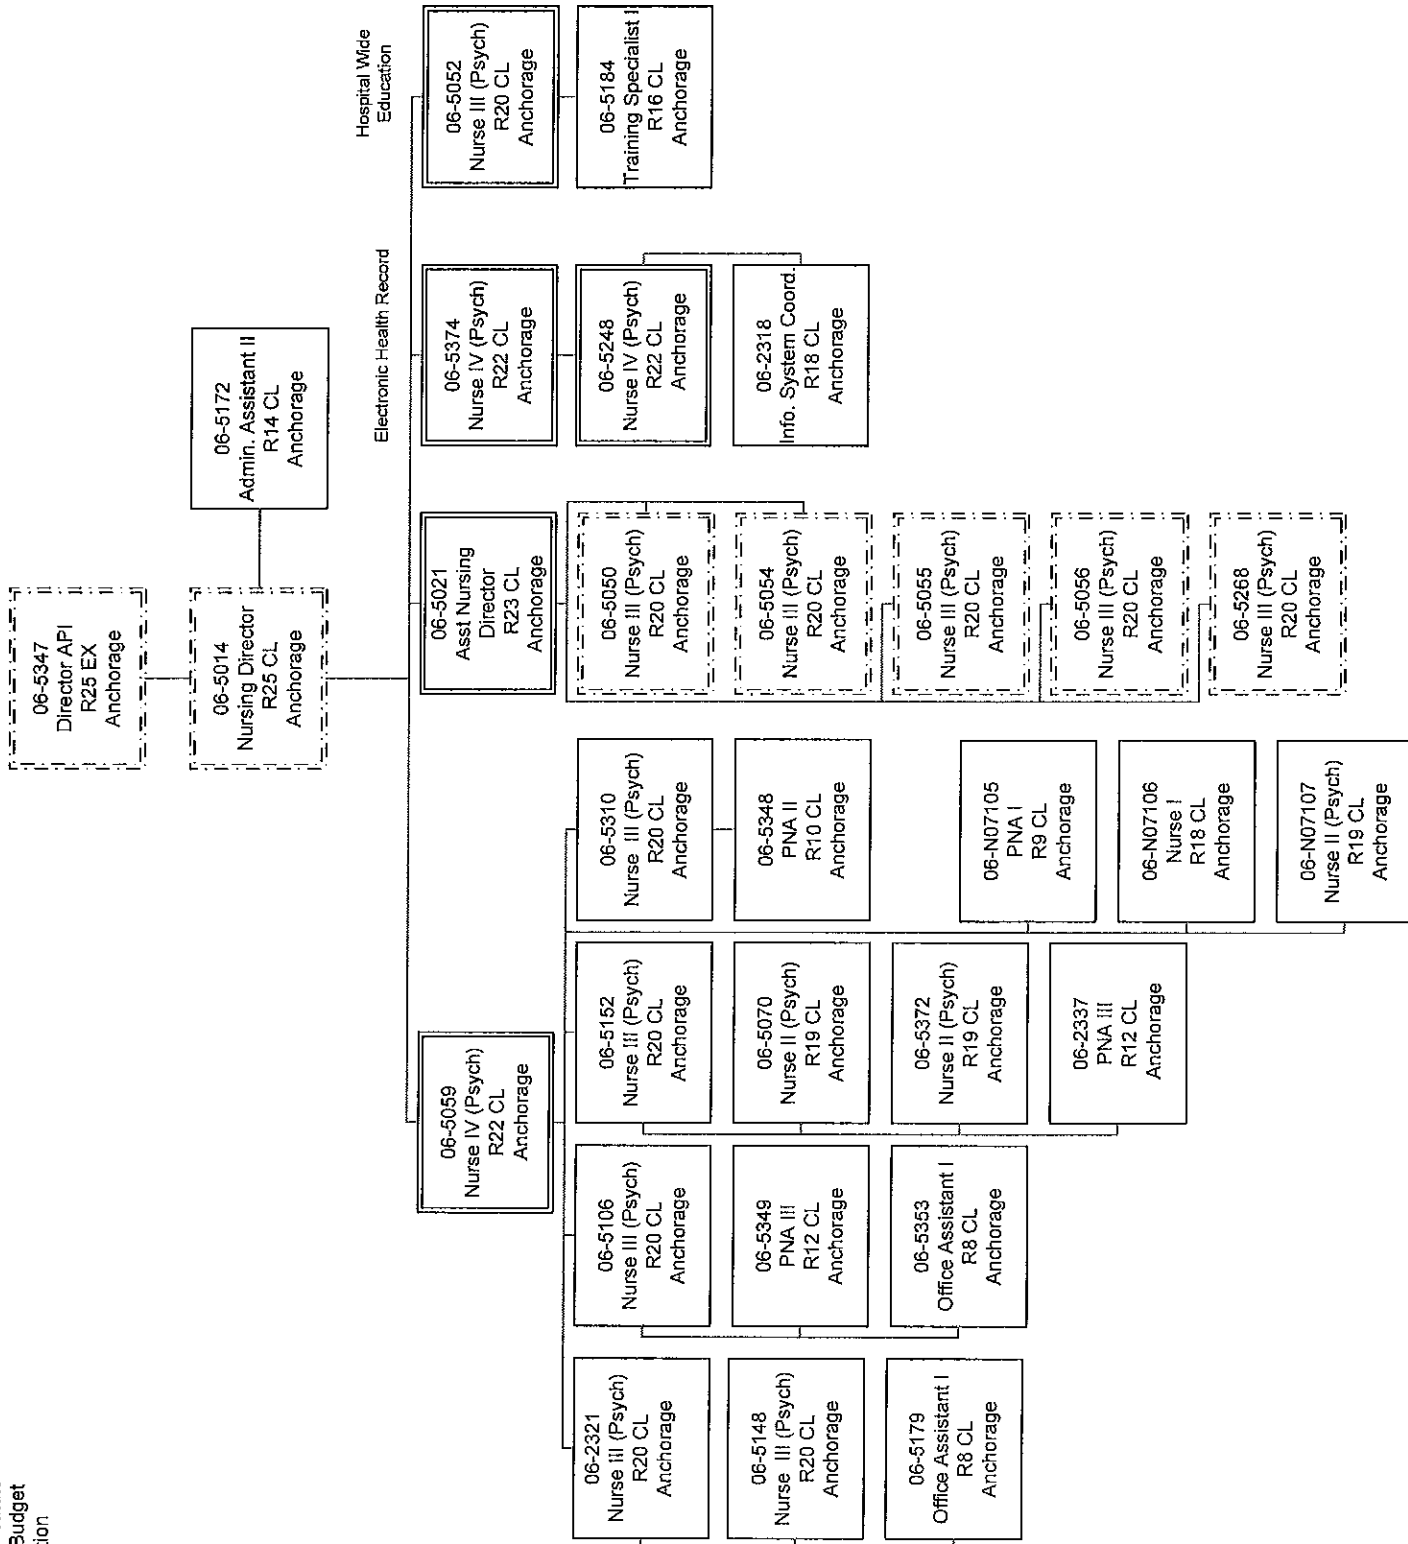 Budget
tion
06-5347
Director API
R25 EX
Anchorage
06-5014
Nursing Director
R25 CL
Anchorage
06-5172
Admin. Assistant II
R14 CL
Anchorage
Electronic Health Record
Hospital Wide
Education
06-5059
Nurse IV (Psych)
R22 CL
Anchorage
06-5021
Asst Nursing
Director
R23 CL
Anchorage
06-5374
Nurse IV (Psych)
R22 CL
Anchorage
06-5052
Nurse III (Psych)
R20 CL
Anchorage
06-2321
Nurse III (Psych)
R20 CL
Anchorage
06-5106
Nurse III (Psych)
R20 CL
Anchorage
06-5152
Nurse III (Psych)
R20 CL
Anchorage
06-5310
Nurse III (Psych)
R20 CL
Anchorage
06-5050
Nurse III (Psych)
R20 CL
Anchorage
06-5248
Nurse IV (Psych)
R22 CL
Anchorage
06-5184
Training Specialist I
R16 CL
Anchorage
06-5148
Nurse III (Psych)
R20 CL
Anchorage
06-5349
PNA III
R12 CL
Anchorage
06-5070
Nurse II (Psych)
R19 CL
Anchorage
06-5348
PNA II
R10 CL
Anchorage
06-5054
Nurse III (Psych)
R20 CL
Anchorage
06-2318
Info. System Coord.
R18 CL
Anchorage
06-5179
Office Assistant I
R8 CL
Anchorage
06-5353
Office Assistant I
R8 CL
Anchorage
06-5372
Nurse II (Psych)
R19 CL
Anchorage
06-5055
Nurse III (Psych)
R20 CL
Anchorage
06-N07105
PNA I
R9 CL
Anchorage
06-2337
PNA III
R12 CL
Anchorage
06-5056
Nurse III (Psych)
R20 CL
Anchorage
06-N07106
Nurse I
R18 CL
Anchorage
06-5268
Nurse III (Psych)
R20 CL
Anchorage
06-N07107
Nurse II (Psych)
R19 CL
Anchorage